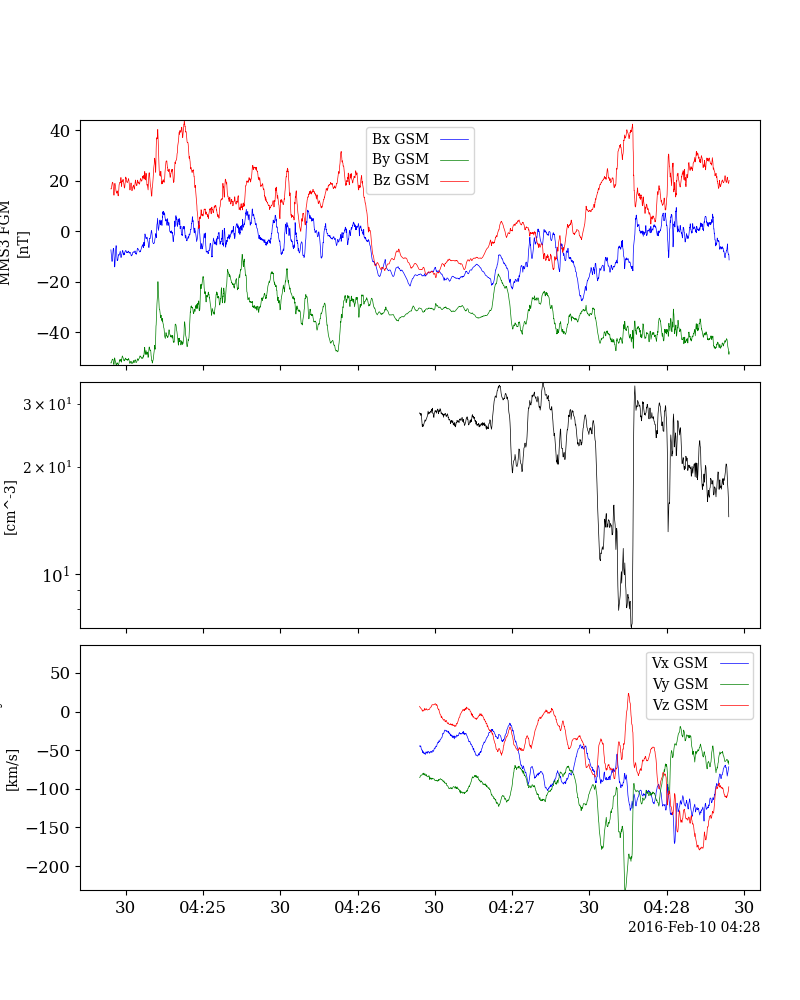 40
20
0
−20
−40
MMS3 FGM
[nT]
Bx GSM
By GSM
Bz GSM
3 × 10¹
2 × 10¹
10¹
[cm^-3]
50
0
−50
−100
−150
−200
[km/s]
Vx GSM
Vy GSM
Vz GSM
30 04:25 30 04:26 30 04:27 30 04:28 30
2016-Feb-10 04:28